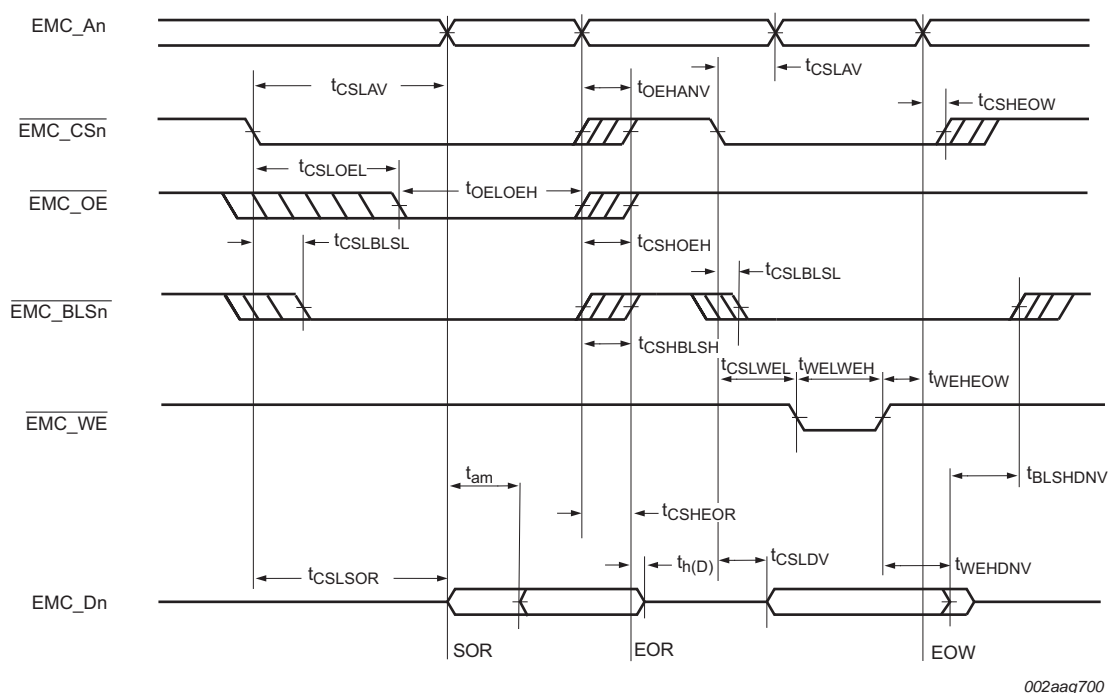 EMC_An
tCSLAV
tOEHANV
tCSLAV
tCSHEOW
EMC_CSn
tCSLOEL
tOELOEH
EMC_OE
tCSLBLSL
tCSHOEH
tCSLBLSL
EMC_BLSn
tCSHBLSH
tCSLWEL
tWELWEH
tWEHEOW
EMC_WE
tam
tBLSHDNV
tCSHEOR
tCSLSOR
th(D)
tCSLDV
tWEHDNV
EMC_Dn
SOR
EOR
EOW
002aag700